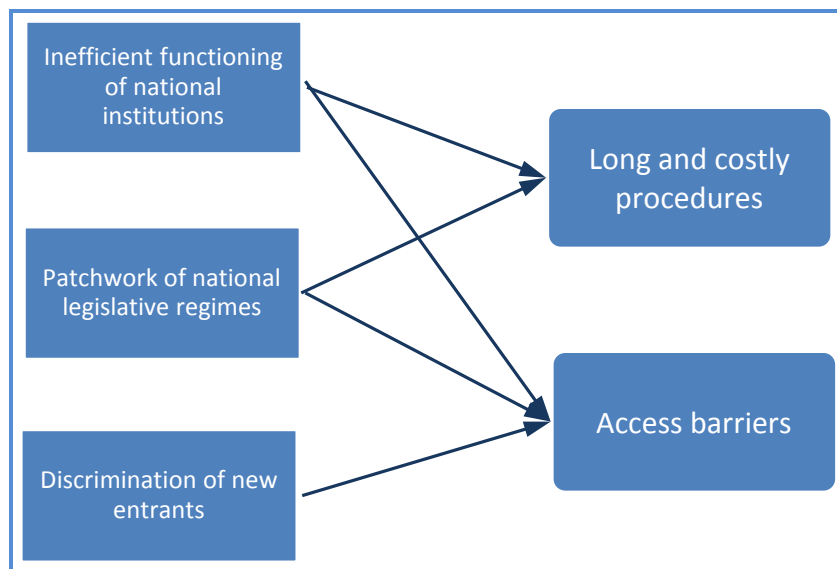 Inefficient functioning
of national
institutions
Long and costly
procedures
Patchwork of national
legislative regimes
Access barriers
Discrimination of new
entrants